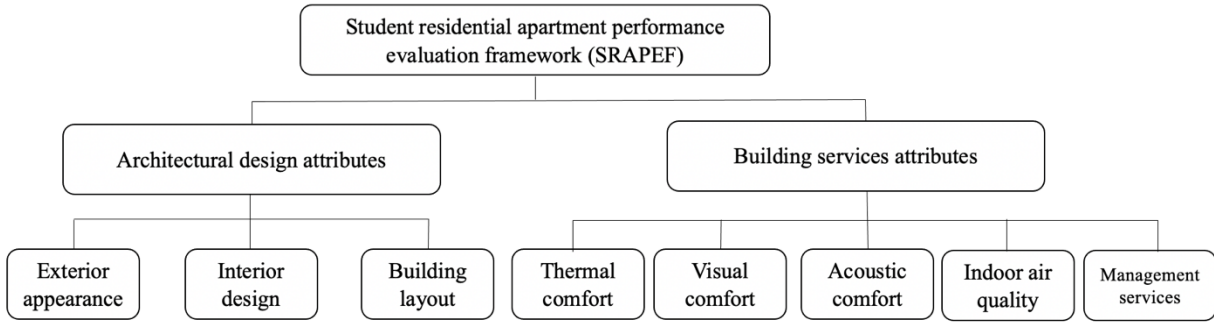 Student residential apartment performance
evaluation framework (SRAPEF)
Architectural design attributes
Building services attributes
Exterior
appearance
Interior
design
Building
layout
Thermal
comfort
Visual
comfort
Acoustic
comfort
Indoor air
quality
Management
services